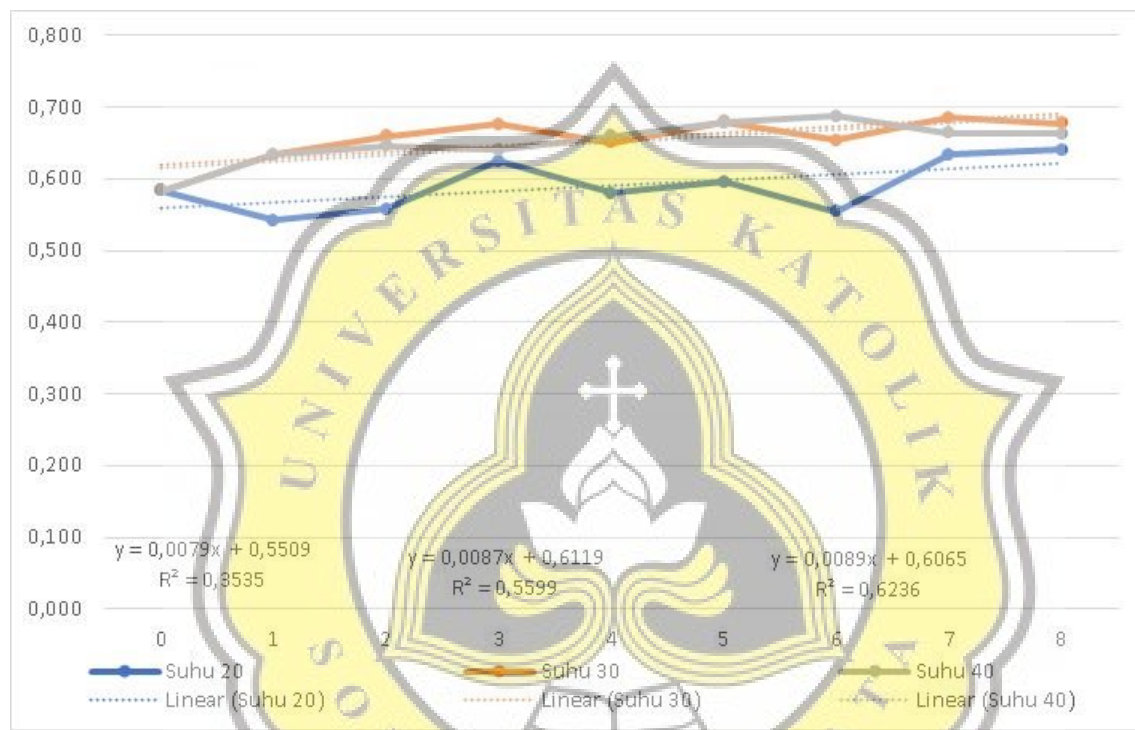 0,800
0,700
0,600
0,500
0,400
0,300
0,200
0,100
0,000
UNIVERSITAS KATOLIK
y = 0,0079x + 0,5509
R² = 0,3535
y = 0,0087x + 0,6119
R² = 0,5599
y = 0,0089x + 0,6065
R² = 0,6236
0 1 2 3 4 5 6 7 8
Suhu 20 Suhu 30 Suhu 40
Linear (Suhu 20) Linear (Suhu 30) Linear (Suhu 40)